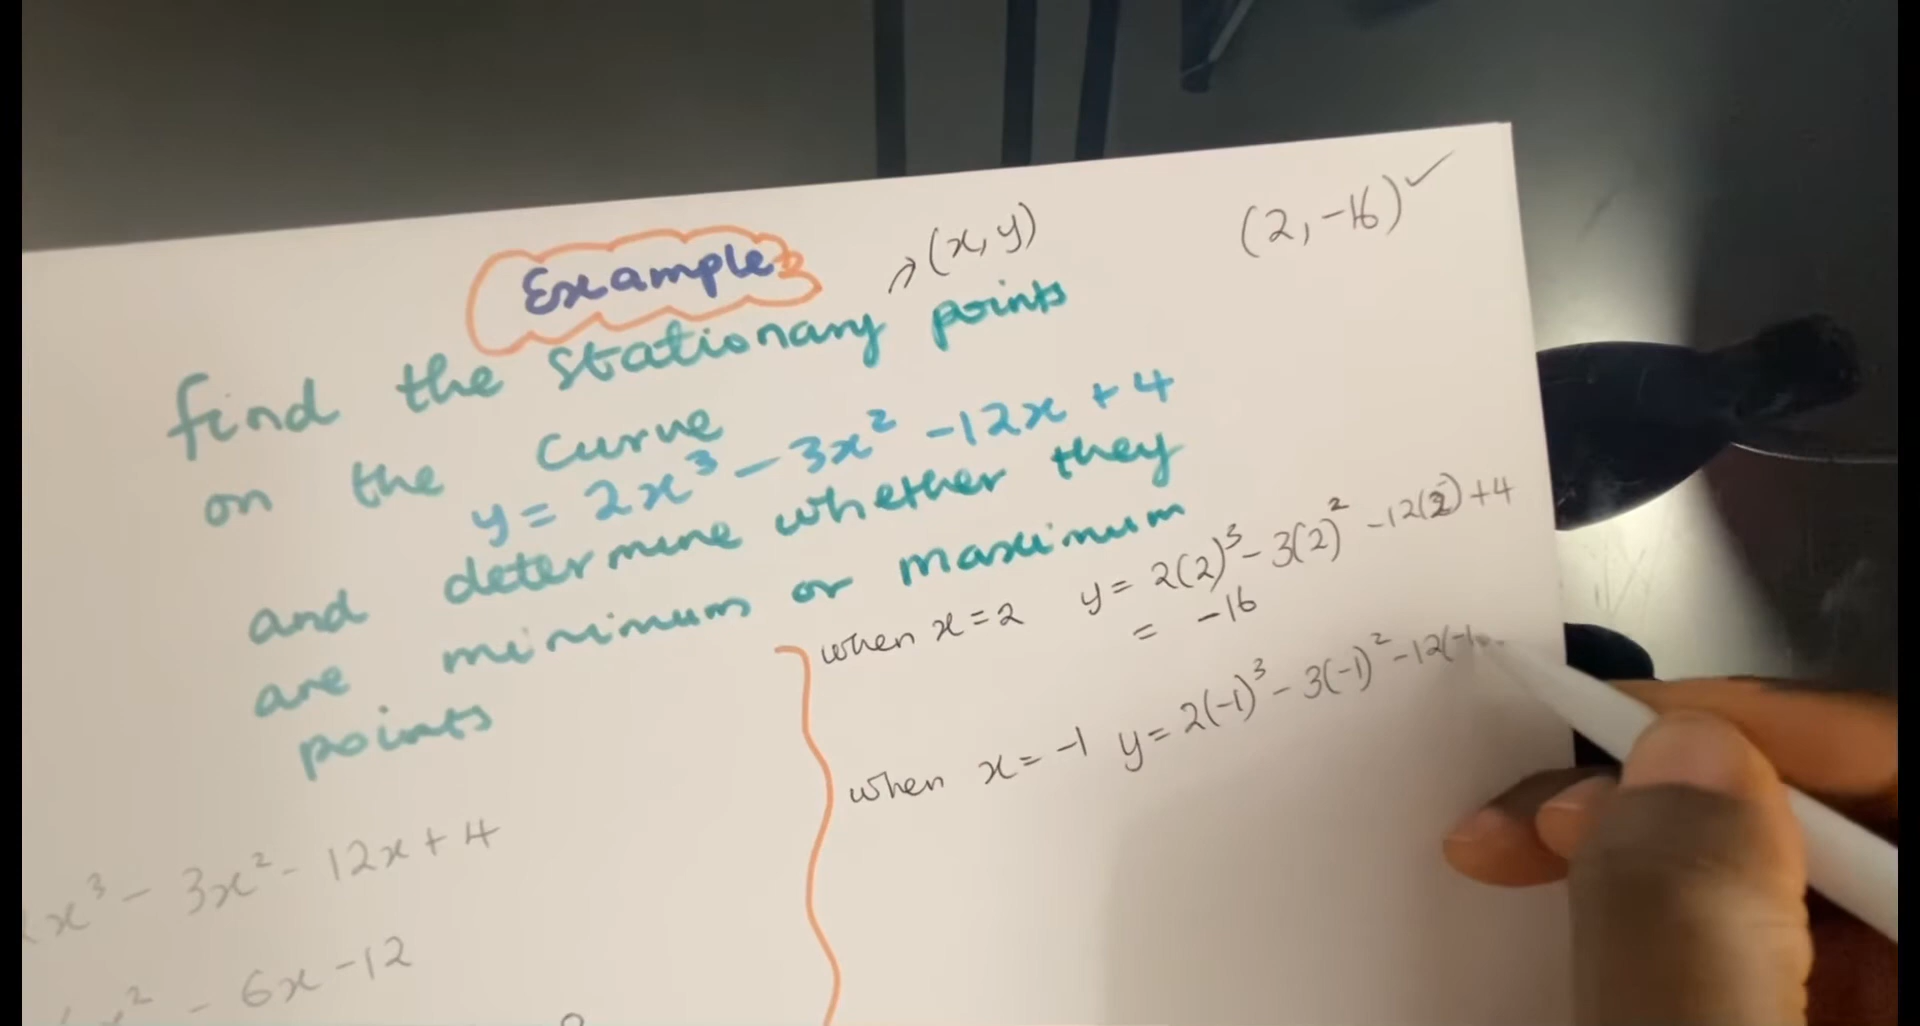 Example 2
(x, y)
(2, -16) ✓
find the stationary points
on the curve
y = 2x³ - 3x² - 12x + 4
and determine whether they
are minimum or maximum
points
when x = 2 y = 2(2)³ - 3(2)² - 12(2) + 4
= -16
when x = -1 y = 2(-1)³ - 3(-1)² - 12(-1
x³ - 3x² - 12x + 4
x² - 6x - 12